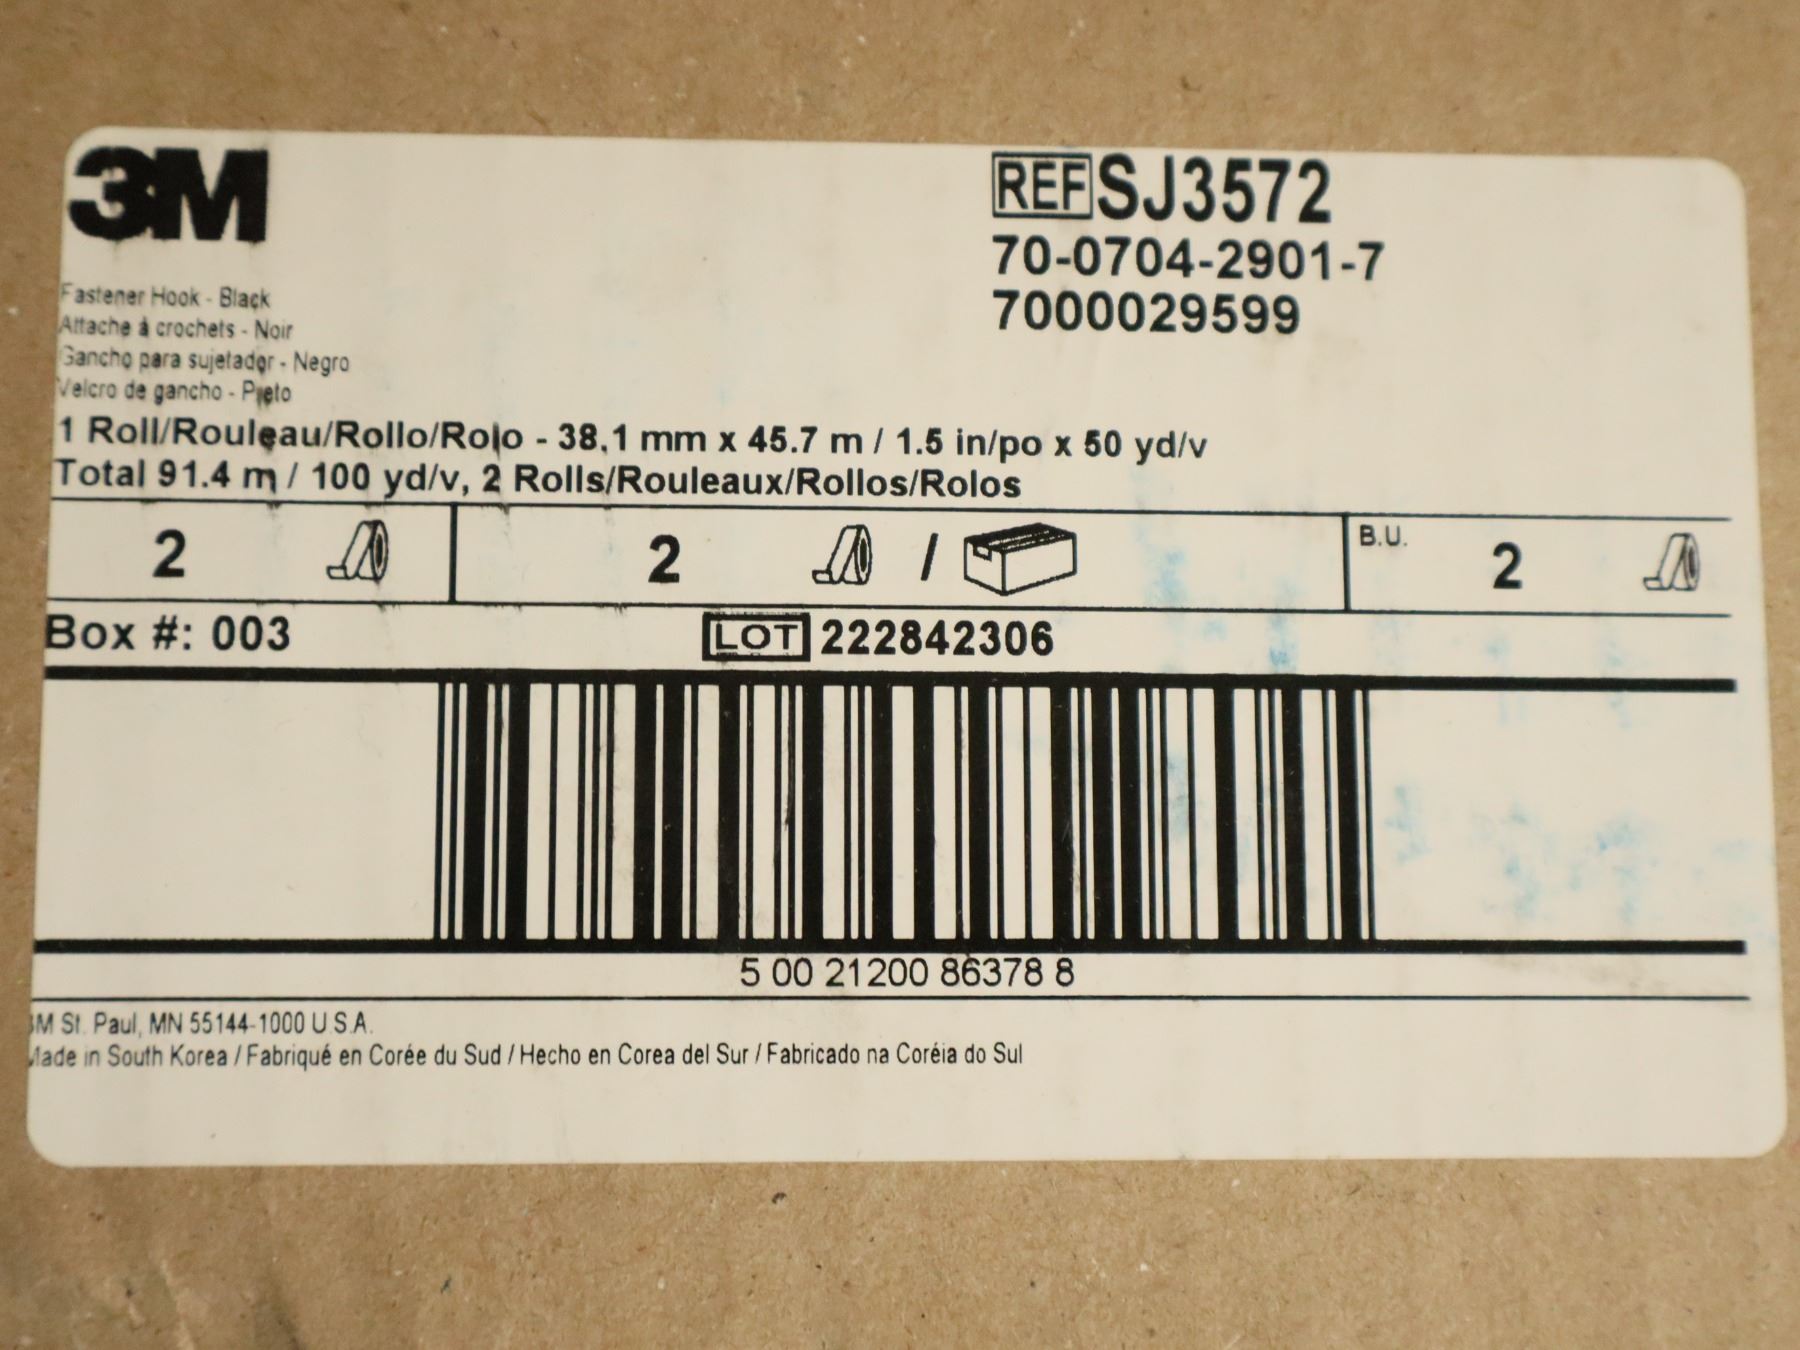 3M
REF SJ3572
70-0704-2901-7
7000029599
Fastener Hook - Black
Attache à crochets - Noir
Gancho para sujetador - Negro
Velcro de gancho - Preto
1 Roll/Rouleau/Rollo/Rolo - 38.1 mm x 45.7 m / 1.5 in/po x 50 yd/v
Total 91.4 m / 100 yd/v, 2 Rolls/Rouleaux/Rollos/Rolos
2 2 / B.U. 2
Box #: 003 LOT 222842306
5 00 21200 86378 8
3M St. Paul, MN 55144-1000 U.S.A.
Made in South Korea / Fabriqué en Corée du Sud / Hecho en Corea del Sur / Fabricado na Coréia do Sul